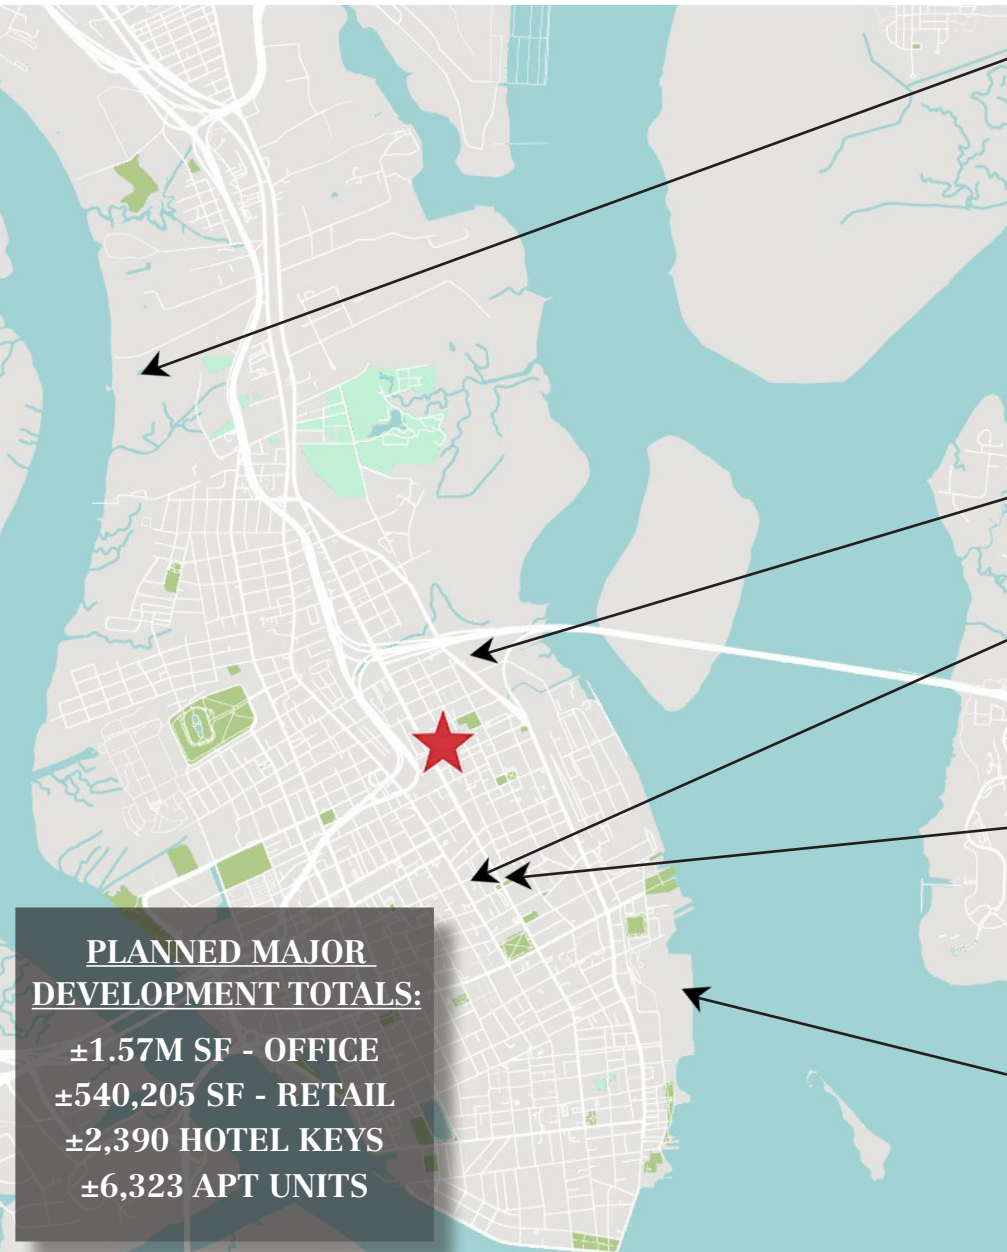 PLANNED MAJOR
DEVELOPMENT TOTALS:
±1.57M SF - OFFICE
±540,205 SF - RETAIL
±2,390 HOTEL KEYS
±6,323 APT UNITS